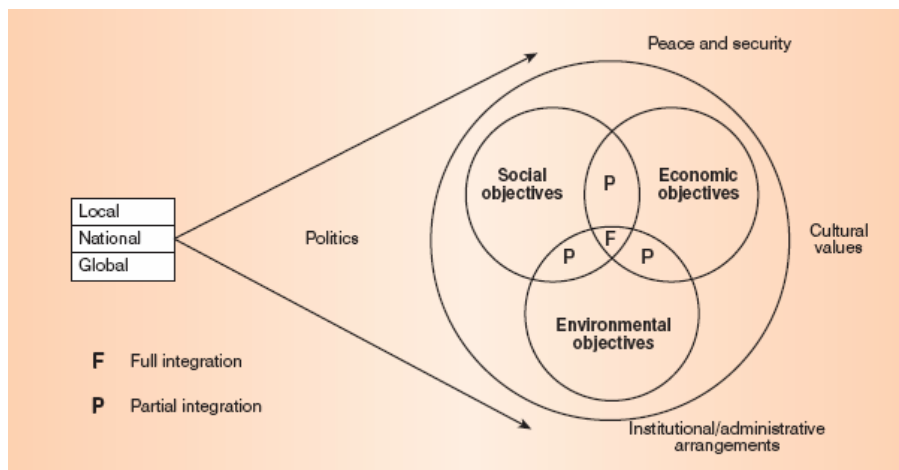 Peace and security
Social
objectives
P
Economic
objectives
Local
National
Global
Politics
Cultural
values
F
P
P
Environmental
objectives
F Full integration
P Partial integration
Institutional/administrative
arrangements